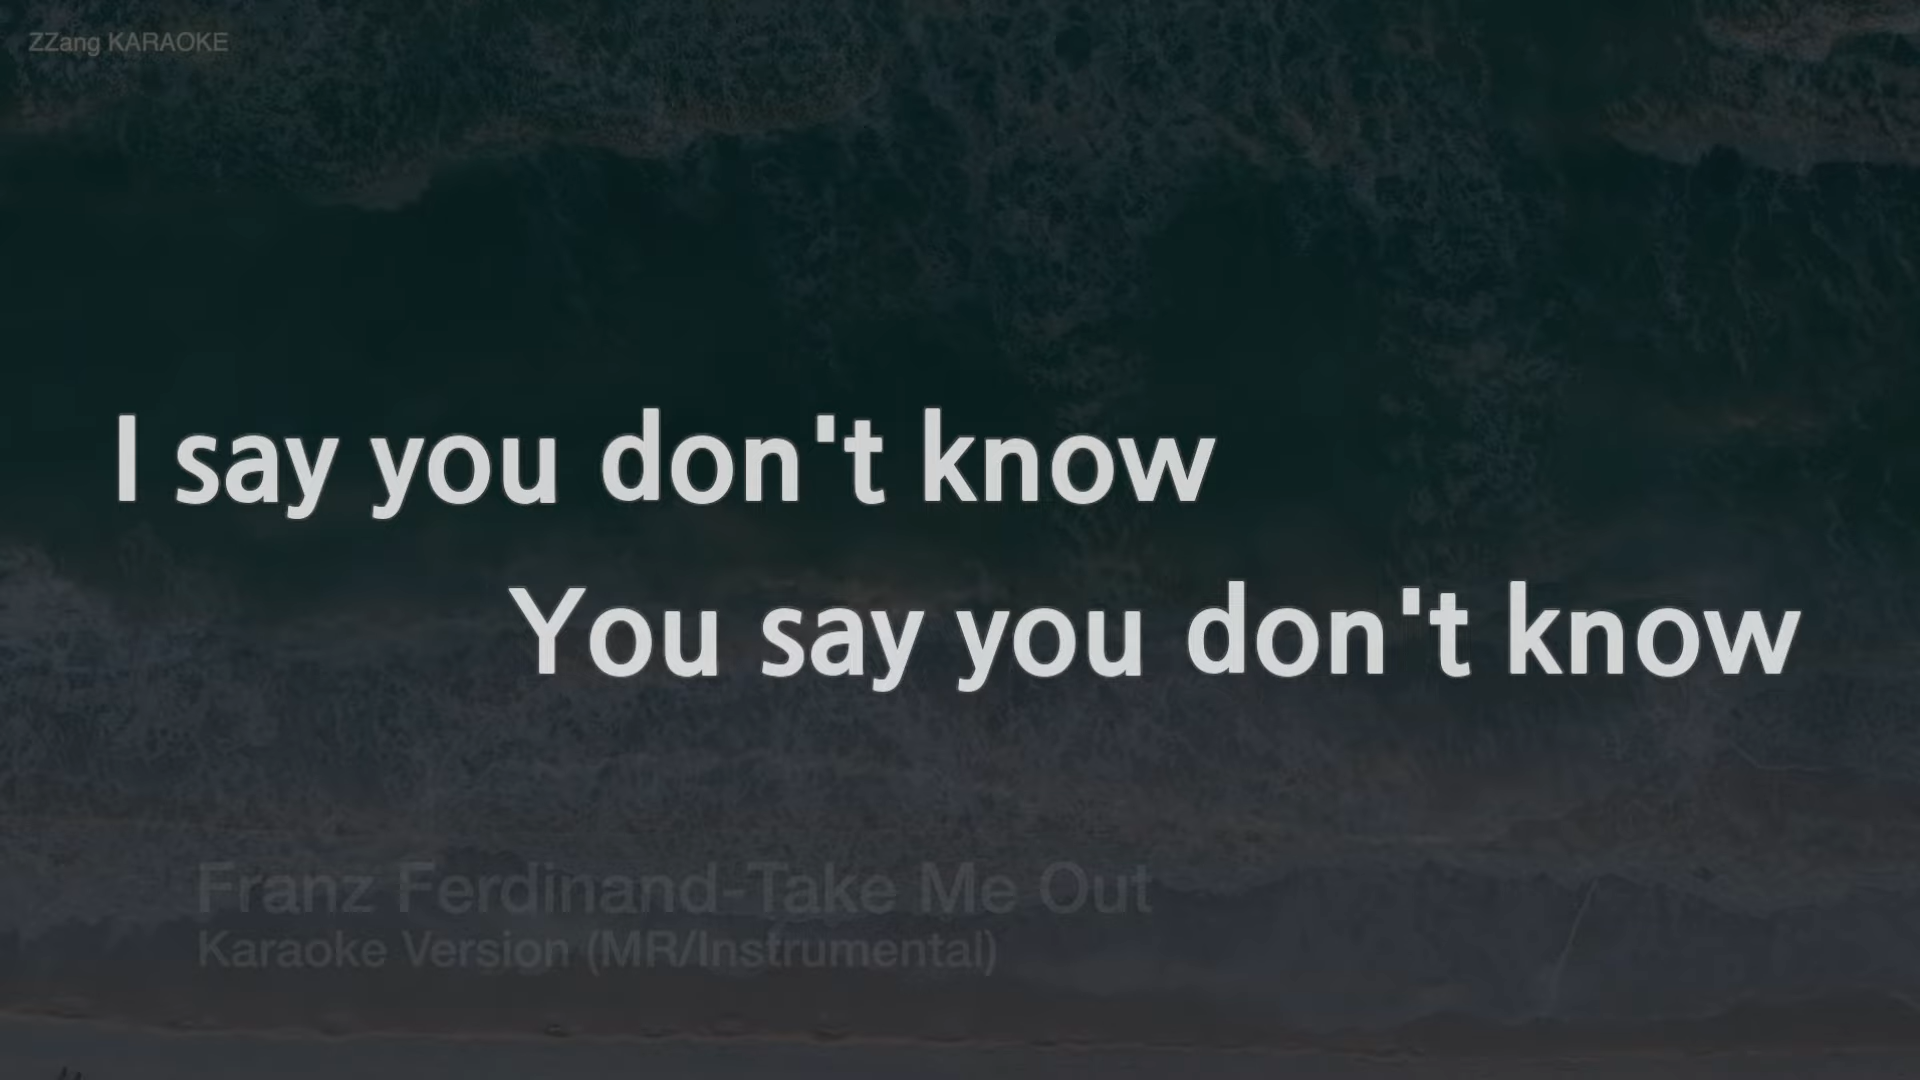 ZZang KARAOKE
I say you don't know
You say you don't know
Franz Ferdinand-Take Me Out
Karaoke Version (MR/Instrumental)